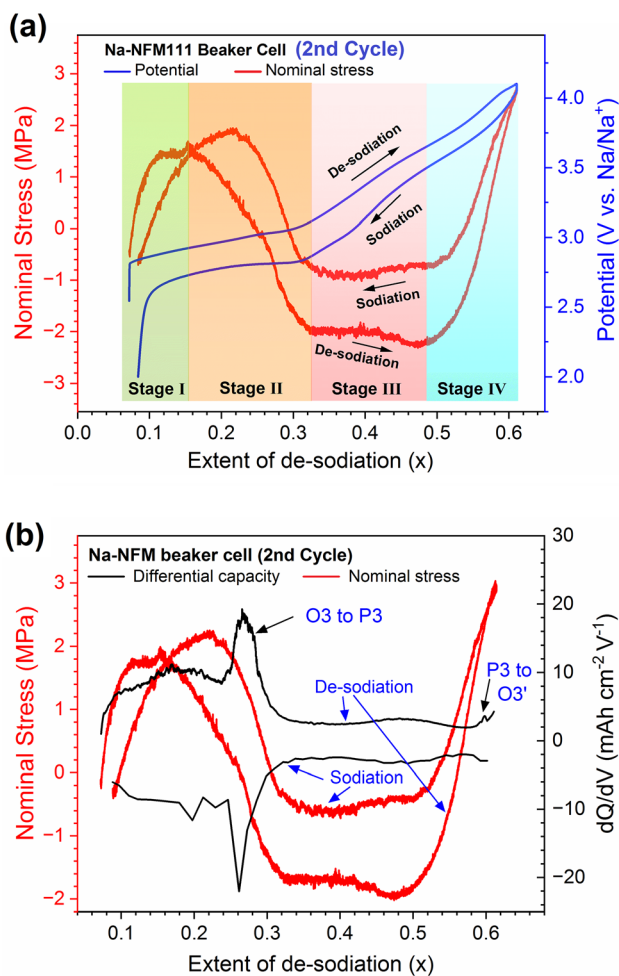 (a)
Na-NFM111 Beaker Cell (2nd Cycle)
Potential
Nominal stress
Nominal Stress (MPa)
3
2
1
0
−1
−2
−3
De-sodiation
Sodiation
Sodiation
De-sodiation
Stage I
Stage II
Stage III
Stage IV
4.0
3.5
3.0
2.5
2.0
Potential (V vs. Na/Na+)
0.0
0.1
0.2
0.3
0.4
0.5
0.6
Extent of de-sodiation (x)
(b)
Na-NFM beaker cell (2nd Cycle)
Differential capacity
Nominal stress
Nominal Stress (MPa)
3
2
1
0
−1
−2
O3 to P3
P3 to
O3'
De-sodiation
Sodiation
30
20
10
0
−10
−20
dQ/dV (mAh cm−2 V−1)
0.1
0.2
0.3
0.4
0.5
0.6
Extent of de-sodiation (x)